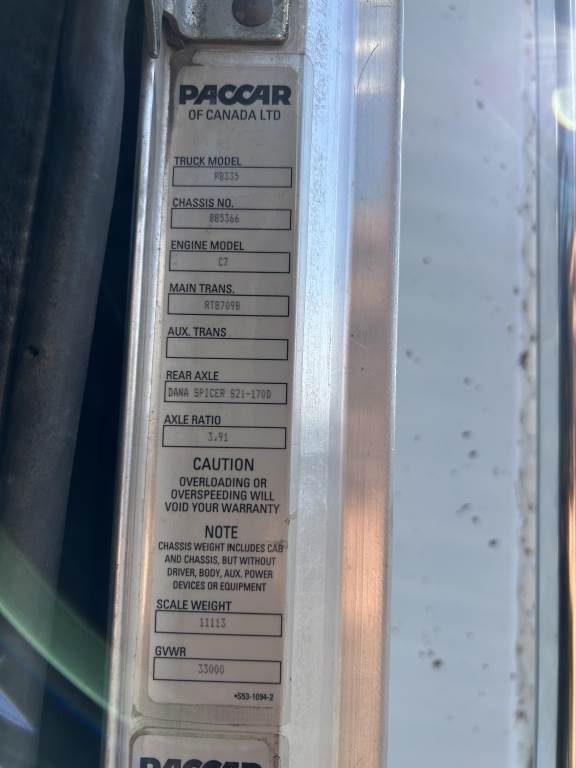 PACCAR
OF CANADA LTD
TRUCK MODEL
PB335
CHASSIS NO.
885366
ENGINE MODEL
C7
MAIN TRANS.
RT8709B
AUX. TRANS
REAR AXLE
DANA SPICER S21-170D
AXLE RATIO
3.91
CAUTION
OVERLOADING OR
OVERSPEEDING WILL
VOID YOUR WARRANTY
NOTE
CHASSIS WEIGHT INCLUDES CAB
AND CHASSIS, BUT WITHOUT
DRIVER, BODY, AUX. POWER
DEVICES OR EQUIPMENT
SCALE WEIGHT
11113
GVWR
33000
*S53-1094-2
PACCAR